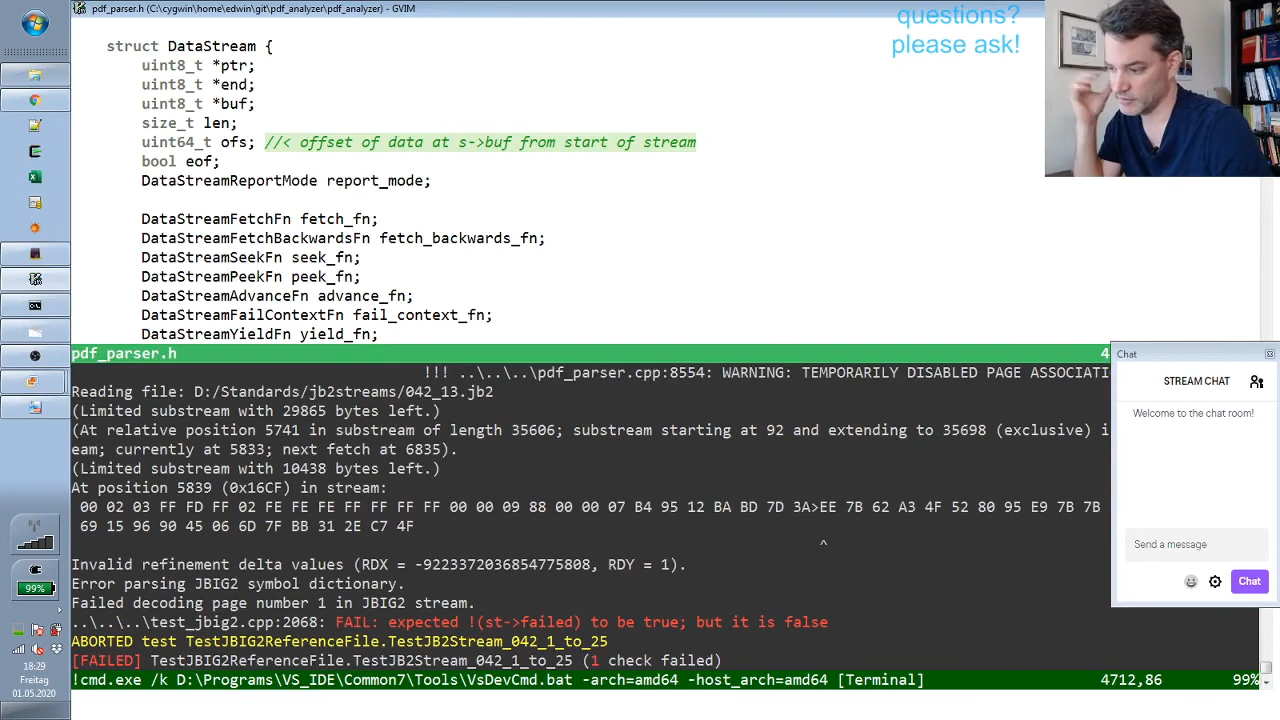 pdf_parser.h (C:\cygwin\home\edwin\git\pdf_analyzer\pdf_analyzer) - GVIM
questions?
please ask!
struct DataStream {
uint8_t *ptr;
uint8_t *end;
uint8_t *buf;
size_t len;
uint64_t ofs; //< offset of data at s->buf from start of stream
bool eof;
DataStreamReportMode report_mode;
DataStreamFetchFn fetch_fn;
DataStreamFetchBackwardsFn fetch_backwards_fn;
DataStreamSeekFn seek_fn;
DataStreamPeekFn peek_fn;
DataStreamAdvanceFn advance_fn;
DataStreamFailContextFn fail_context_fn;
DataStreamYieldFn yield_fn;
pdf_parser.h 4
!!! ..\..\..\pdf_parser.cpp:8554: WARNING: TEMPORARILY DISABLED PAGE ASSOCIATI
Reading file: D:/Standards/jb2streams/042_13.jb2
(Limited substream with 29865 bytes left.)
(At relative position 5741 in substream of length 35606; substream starting at 92 and extending to 35698 (exclusive) i
eam; currently at 5833; next fetch at 6835).
(Limited substream with 10438 bytes left.)
At position 5839 (0x16CF) in stream:
00 02 03 FF FD FF 02 FE FE FE FF FF FF FF 00 00 09 88 00 00 07 B4 95 12 BA BD 7D 3A>EE 7B 62 A3 4F 52 80 95 E9 7B 7B
69 15 96 90 45 06 6D 7F BB 31 2E C7 4F
^
Invalid refinement delta values (RDX = -9223372036854775808, RDY = 1).
Error parsing JBIG2 symbol dictionary.
Failed decoding page number 1 in JBIG2 stream.
..\..\..\test_jbig2.cpp:2068: FAIL: expected !(st->failed) to be true; but it is false
ABORTED test TestJBIG2ReferenceFile.TestJB2Stream_042_1_to_25
[FAILED] TestJBIG2ReferenceFile.TestJB2Stream_042_1_to_25 (1 check failed)
!cmd.exe /k D:\Programs\VS_IDE\Common7\Tools\VsDevCmd.bat -arch=amd64 -host_arch=amd64 [Terminal] 4712,86 99%
Chat
STREAM CHAT
Welcome to the chat room!
Send a message
Chat
99%
18:29
Freitag
01.05.2020